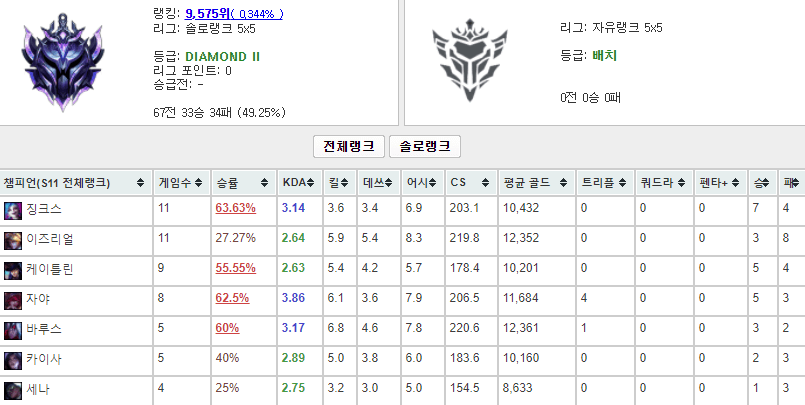 랭킹: 9,575위( 0,344% )
리그: 솔로랭크 5x5
등급: DIAMOND II
리그 포인트: 0
승급전: -
67전 33승 34패 (49.25%)
리그: 자유랭크 5x5
등급: 배치
0전 0승 0패
전체랭크 솔로랭크
챔피언(S11 전체랭크) 게임수 승률 KDA 킬 데쓰 어시 CS 평균 골드 트리플 쿼드라 펜타+ 승 패
징크스 11 63.63% 3.14 3.6 3.4 6.9 203.1 10,432 0 0 0 7 4
이즈리얼 11 27.27% 2.64 5.9 5.4 8.3 219.8 12,352 0 0 0 3 8
케이틀린 9 55.55% 2.63 5.4 4.2 5.7 178.4 10,201 0 0 0 5 4
자야 8 62.5% 3.86 6.1 3.6 7.9 206.5 11,684 4 0 0 5 3
바루스 5 60% 3.17 6.8 4.6 7.8 220.6 12,361 1 0 0 3 2
카이사 5 40% 2.89 5.0 3.8 6.0 183.6 10,160 0 0 0 2 3
세나 4 25% 2.75 3.2 3.0 5.0 154.5 8,633 0 0 0 1 3